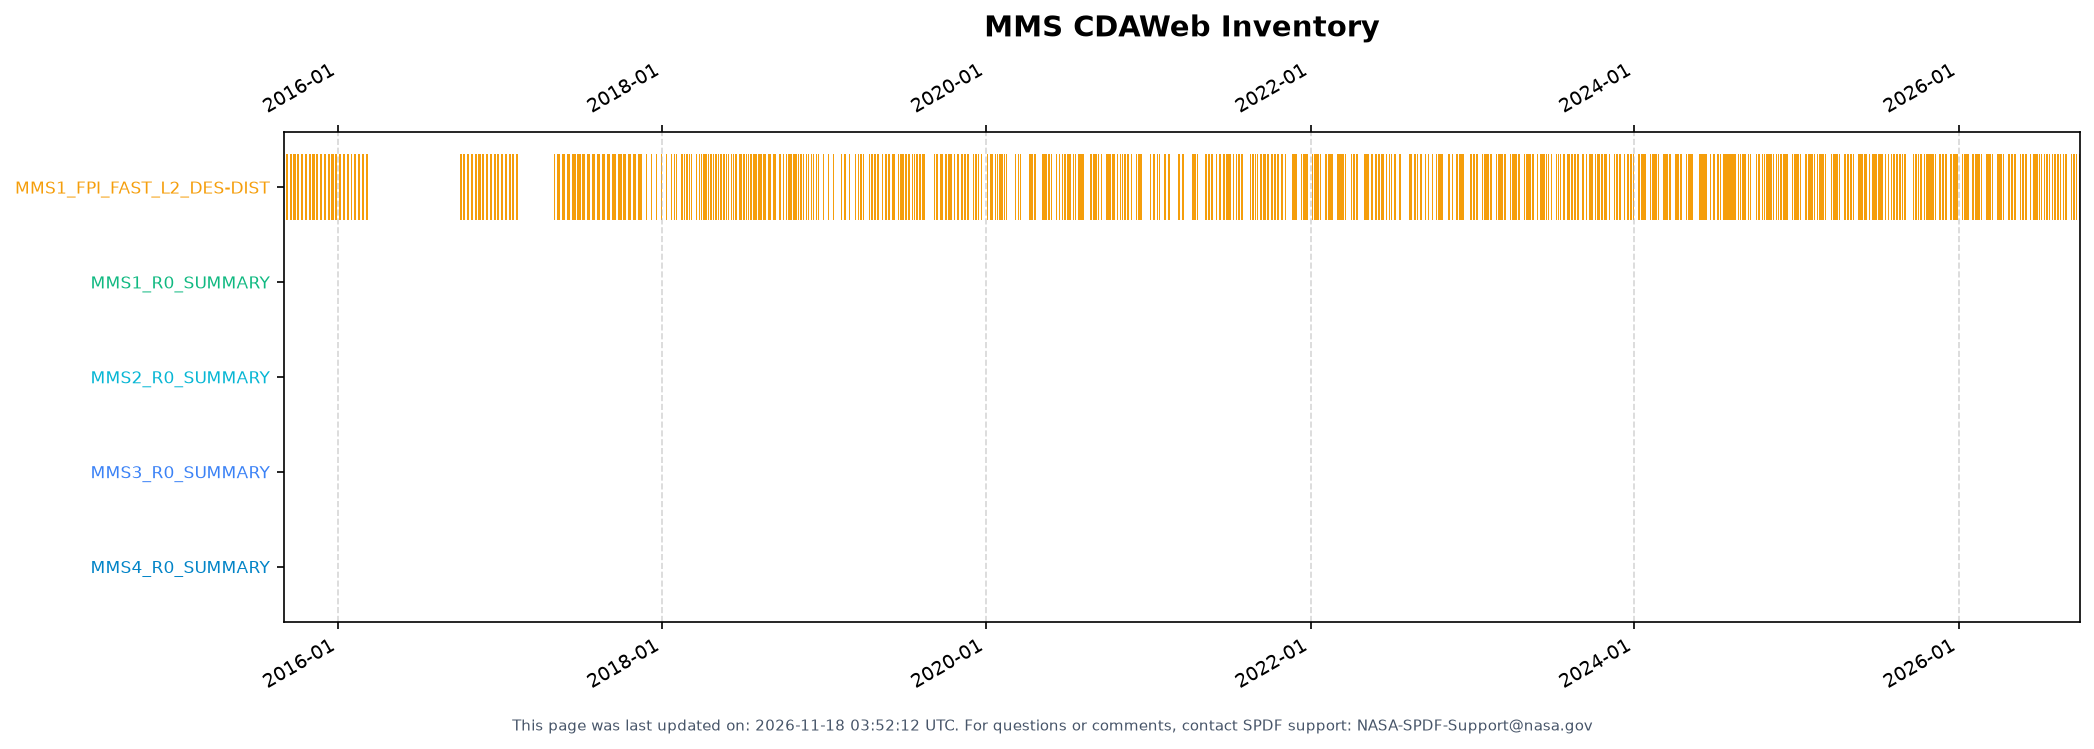 MMS CDAWeb Inventory
2016-01 2018-01 2020-01 2022-01 2024-01 2026-01
MMS1_FPI_FAST_L2_DES-DIST
MMS1_R0_SUMMARY
MMS2_R0_SUMMARY
MMS3_R0_SUMMARY
MMS4_R0_SUMMARY
2016-01 2018-01 2020-01 2022-01 2024-01 2026-01
This page was last updated on: 2026-11-18 03:52:12 UTC. For questions or comments, contact SPDF support: NASA-SPDF-Support@nasa.gov